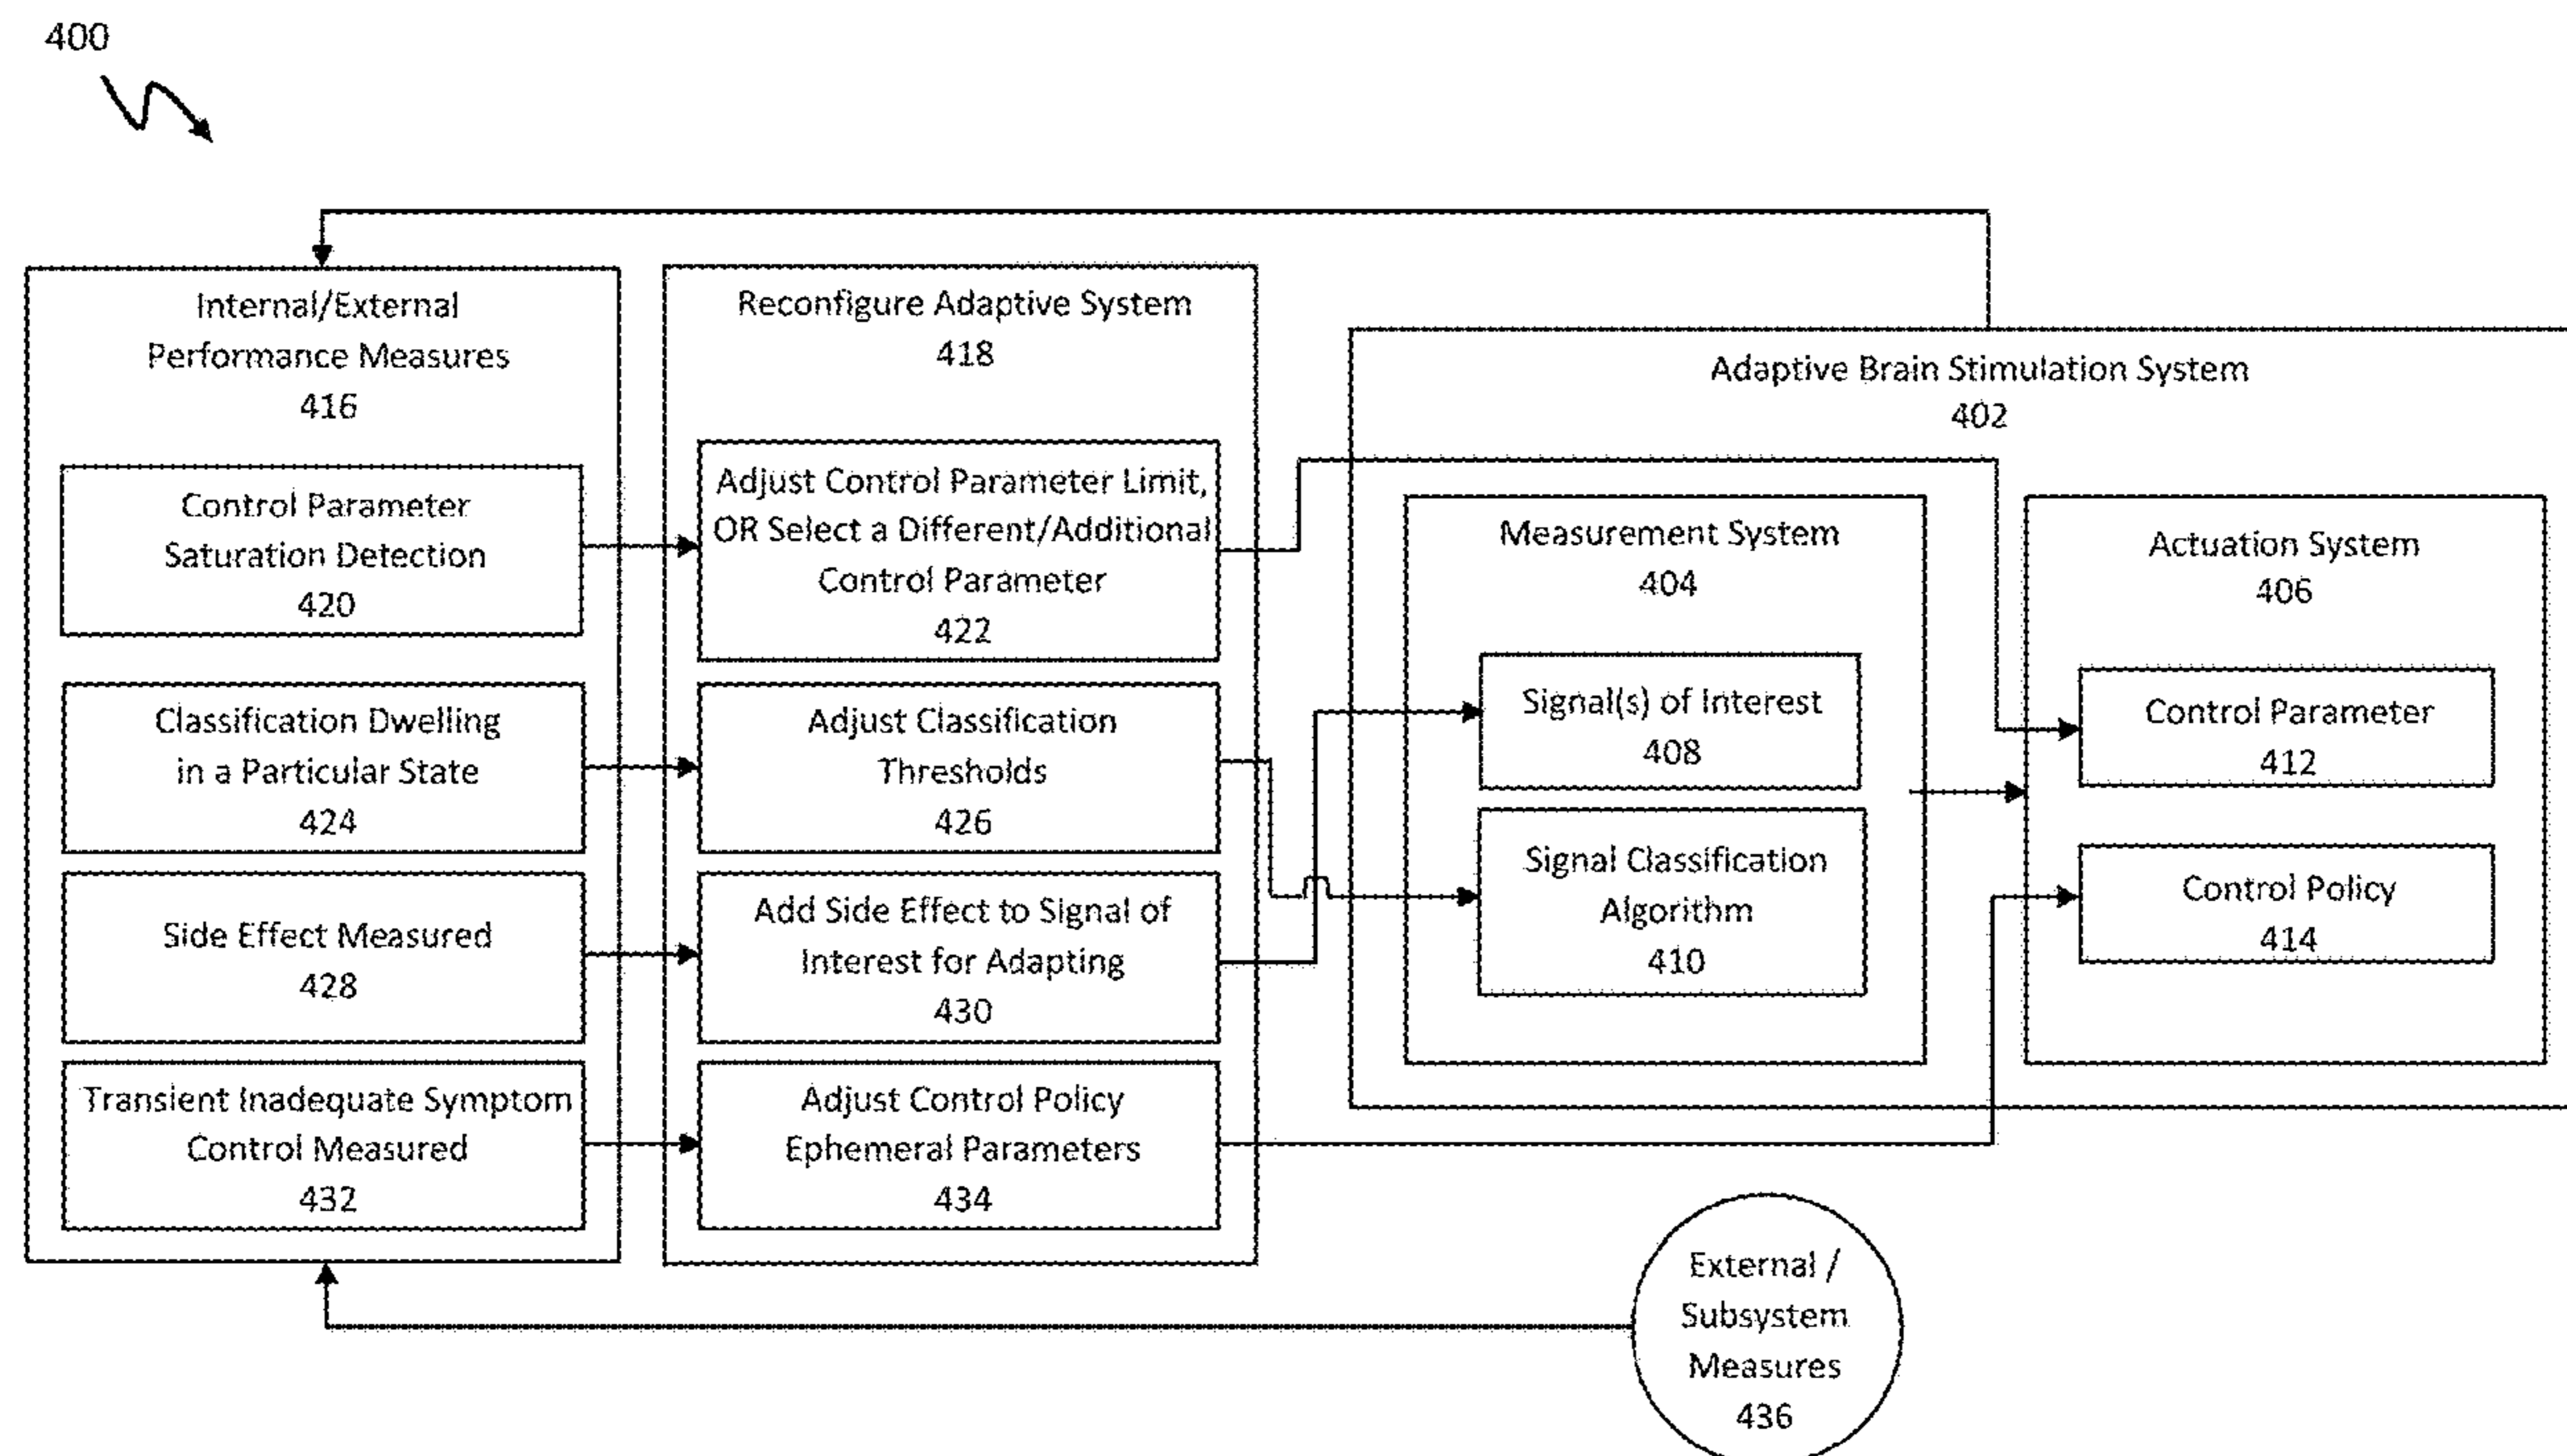 400
Internal/External
Performance Measures
416
Control Parameter
Saturation Detection
420
Classification Dwelling
in a Particular State
424
Side Effect Measured
428
Transient Inadequate Symptom
Control Measured
432
Reconfigure Adaptive System
418
Adjust Control Parameter Limit,
OR Select a Different/Additional
Control Parameter
422
Adjust Classification
Thresholds
426
Add Side Effect to Signal of
Interest for Adapting
430
Adjust Control Policy
Ephemeral Parameters
434
Adaptive Brain Stimulation System
402
Measurement System
404
Signal(s) of Interest
408
Signal Classification
Algorithm
410
Actuation System
406
Control Parameter
412
Control Policy
414
External /
Subsystem
Measures
436